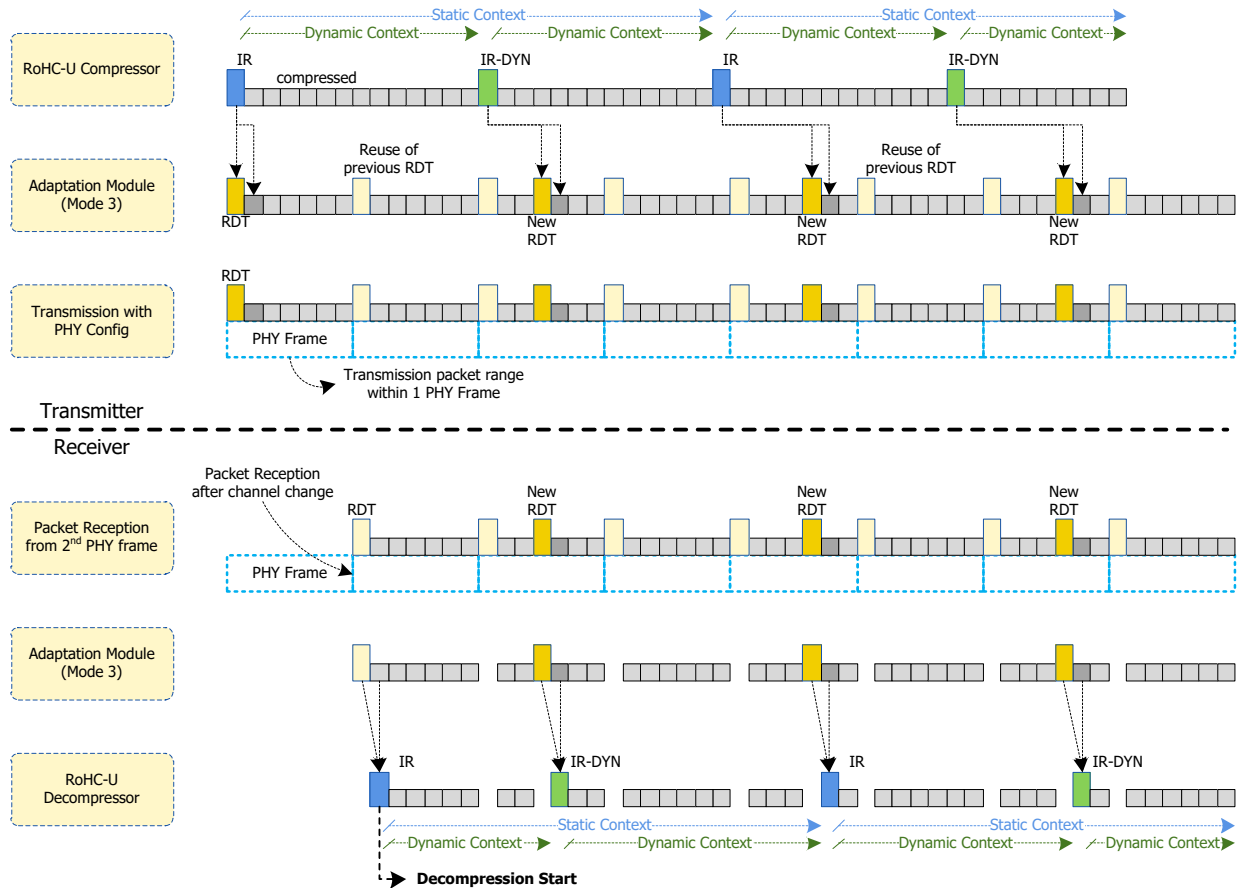 Static Context
Static Context
Dynamic Context
Dynamic Context
Dynamic Context
Dynamic Context
RoHC-U Compressor
IR
IR-DYN
IR
IR-DYN
compressed
Adaptation Module
(Mode 3)
Reuse of
previous RDT
Reuse of
previous RDT
RDT
New
RDT
New
RDT
New
RDT
Transmission with
PHY Config
RDT
PHY Frame
Transmission packet range
within 1 PHY Frame
Transmitter
Receiver
Packet Reception
after channel change
Packet Reception
from 2nd PHY frame
RDT
New
RDT
New
RDT
New
RDT
PHY Frame
Adaptation Module
(Mode 3)
RoHC-U
Decompressor
IR
IR-DYN
IR
IR-DYN
Static Context
Static Context
Dynamic Context
Dynamic Context
Dynamic Context
Dynamic Context
Decompression Start